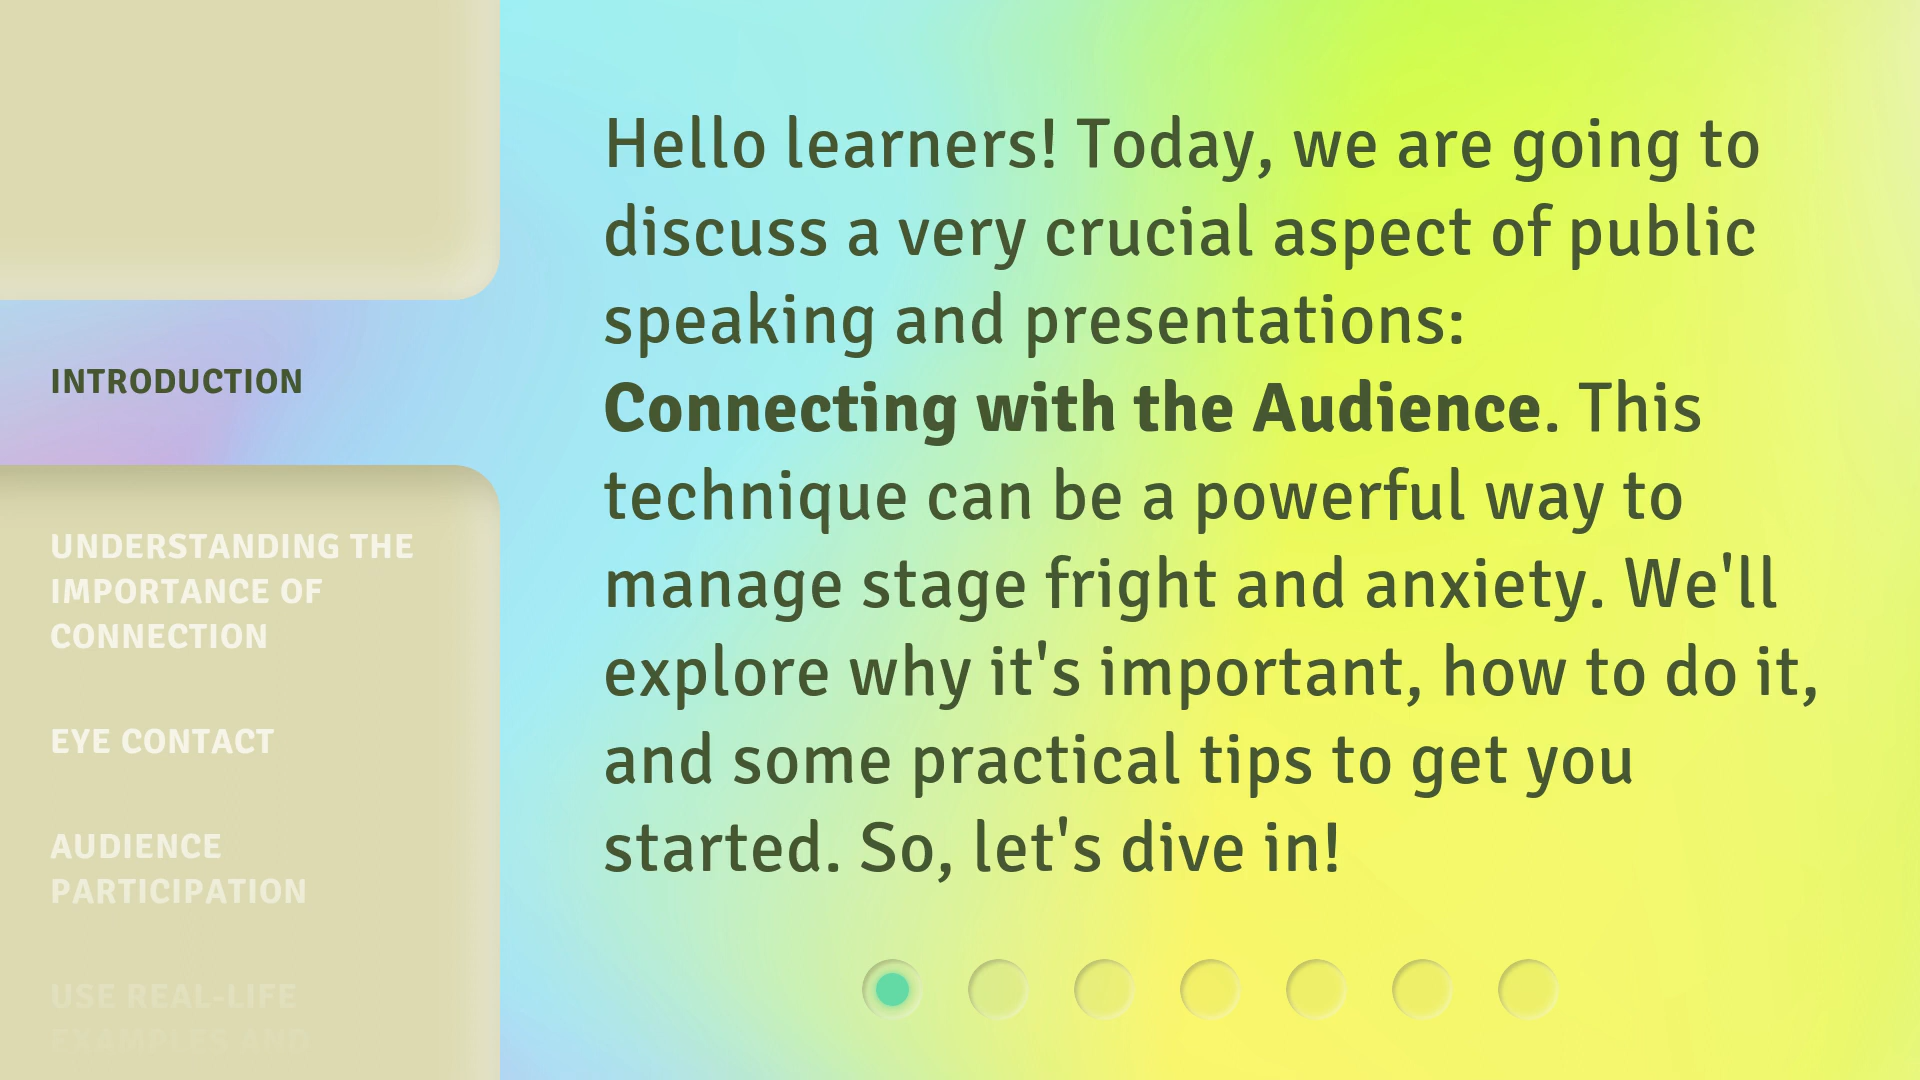 INTRODUCTION
UNDERSTANDING THE
IMPORTANCE OF
CONNECTION
EYE CONTACT
AUDIENCE
PARTICIPATION
USE REAL-LIFE
EXAMPLES AND
Hello learners! Today, we are going to
discuss a very crucial aspect of public
speaking and presentations:
Connecting with the Audience. This
technique can be a powerful way to
manage stage fright and anxiety. We'll
explore why it's important, how to do it,
and some practical tips to get you
started. So, let's dive in!